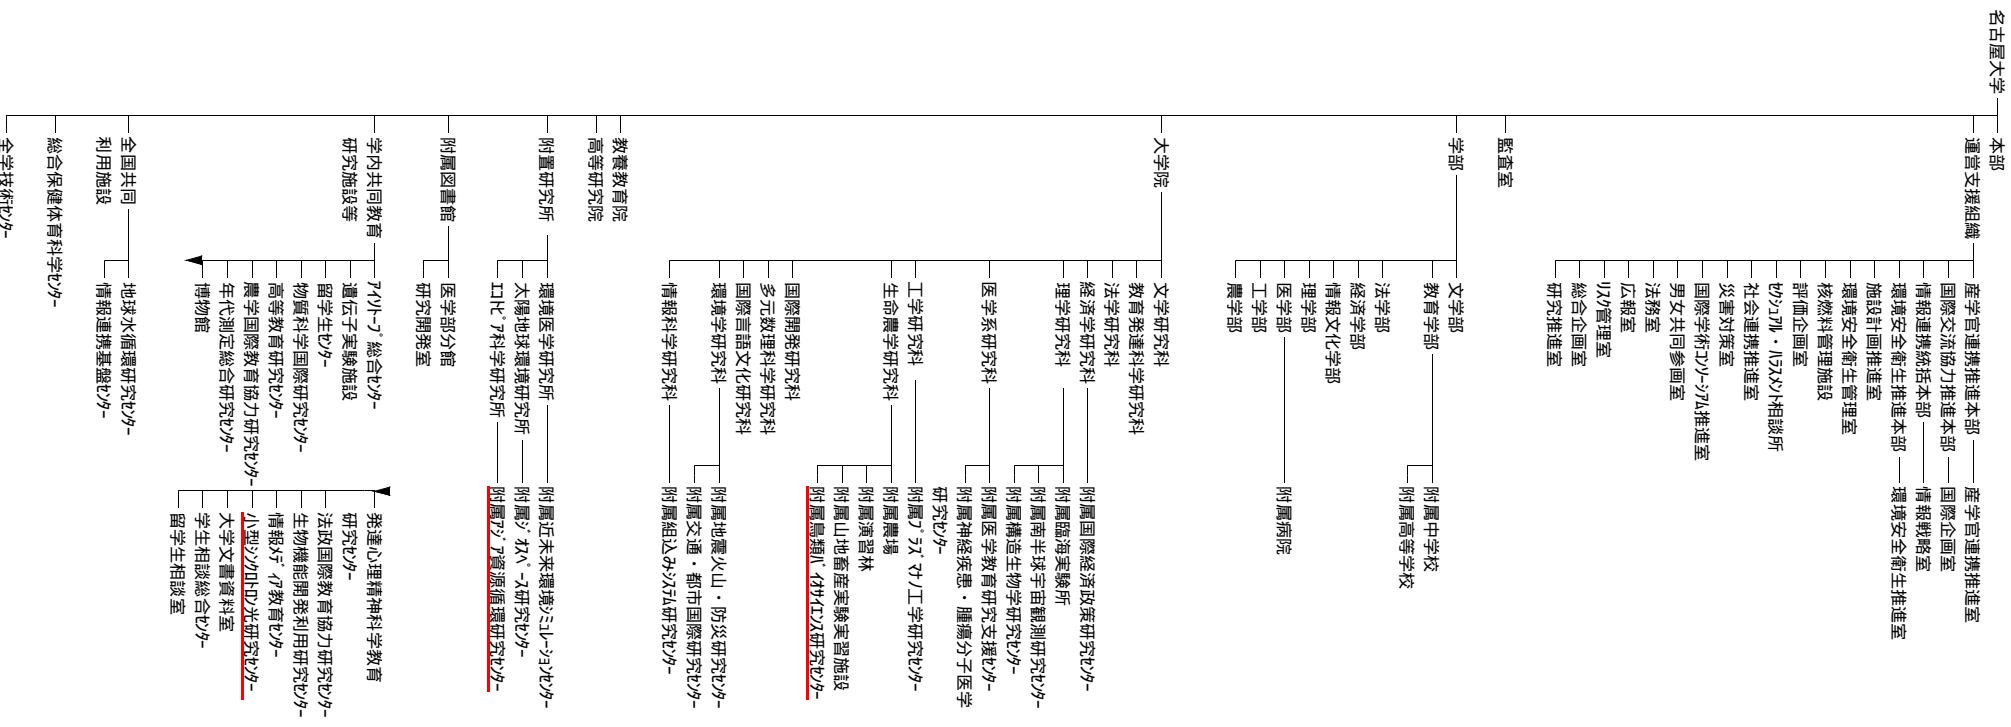 名古屋大学
本部
運営支援組織
産学官連携推進本部
産学官連携推進室
国際交流協力推進本部
国際企画室
情報連携統括本部
情報戦略室
環境安全衛生推進本部
環境安全衛生推進室
施設計画推進室
環境安全衛生管理室
核燃料管理施設
評価企画室
ｾｸｼｭｱﾙ・ﾊﾗｽﾒﾝﾄ相談所
社会連携推進室
災害対策室
国際学術ｺﾝｿｰｼｱﾑ推進室
男女共同参画室
法務室
広報室
ﾘｽｸ管理室
総合企画室
研究推進室
監査室
学部
文学部
教育学部
附属中学校
附属高等学校
法学部
経済学部
情報文化学部
理学部
医学部
附属病院
工学部
農学部
大学院
文学研究科
教育発達科学研究科
法学研究科
経済学研究科
附属国際経済政策研究ｾﾝﾀｰ
理学研究科
附属臨海実験所
附属南半球宇宙観測研究ｾﾝﾀｰ
附属構造生物学研究ｾﾝﾀｰ
医学系研究科
附属医学教育研究支援ｾﾝﾀｰ
附属神経疾患・腫瘍分子医学
研究ｾﾝﾀｰ
工学研究科
附属ﾌﾟﾗｽﾞﾏﾅﾉ工学研究ｾﾝﾀｰ
生命農学研究科
附属農場
附属演習林
附属山地畜産実験実習施設
附属鳥類ﾊﾞｲｵｻｲｴﾝｽ研究ｾﾝﾀｰ
国際開発研究科
多元数理科学研究科
国際言語文化研究科
環境学研究科
附属地震火山・防災研究ｾﾝﾀｰ
附属交通・都市国際研究ｾﾝﾀｰ
情報科学研究科
附属組込みｼｽﾃﾑ研究ｾﾝﾀｰ
教養教育院
高等研究院
附置研究所
環境医学研究所
附属近未来環境ｼﾐｭﾚｰｼｮﾝｾﾝﾀｰ
太陽地球環境研究所
附属ｼﾞｵｽﾍﾟｰｽ研究ｾﾝﾀｰ
ｴｺﾄﾋﾟｱ科学研究所
附属ｱｼﾞｱ資源循環研究ｾﾝﾀｰ
附属図書館
医学部分館
研究開発室
学内共同教育
研究施設等
ｱｲｿﾄｰﾌﾟ総合ｾﾝﾀｰ
遺伝子実験施設
留学生ｾﾝﾀｰ
物質科学国際研究ｾﾝﾀｰ
高等教育研究ｾﾝﾀｰ
農学国際教育協力研究ｾﾝﾀｰ
年代測定総合研究ｾﾝﾀｰ
博物館
発達心理精神科学教育
研究ｾﾝﾀｰ
法政国際教育協力研究ｾﾝﾀｰ
生物機能開発利用研究ｾﾝﾀｰ
情報ﾒﾃﾞｨｱ教育ｾﾝﾀｰ
小型ｼﾝｸﾛﾄﾛﾝ光研究ｾﾝﾀｰ
大学文書資料室
学生相談総合ｾﾝﾀｰ
留学生相談室
全国共同
利用施設
地球水循環研究ｾﾝﾀｰ
情報連携基盤ｾﾝﾀｰ
総合保健体育科学ｾﾝﾀｰ
全学技術ｾﾝﾀｰ